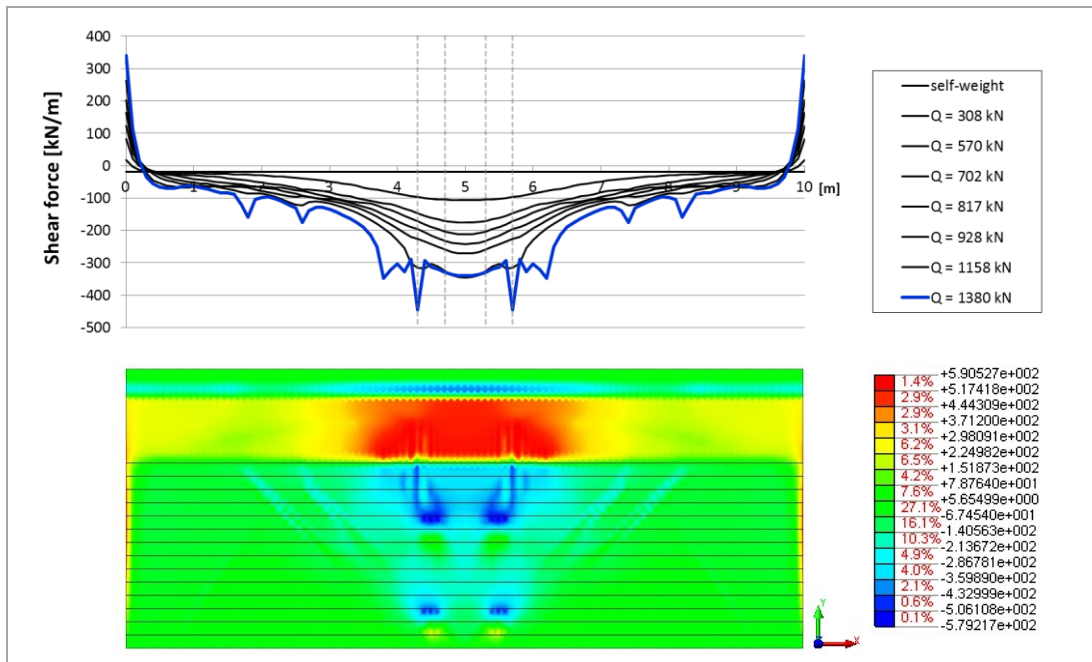 400
300
200
100
0
-100
-200
-300
-400
-500
Shear force [kN/m]
0 1 2 3 4 5 6 7 8 9 10 [m]
self-weight
Q = 308 kN
Q = 570 kN
Q = 702 kN
Q = 817 kN
Q = 928 kN
Q = 1158 kN
Q = 1380 kN
+5.90527e+002
1.4%
+5.17418e+002
2.9%
+4.44309e+002
2.9%
+3.71200e+002
3.1%
+2.98091e+002
6.2%
+2.24982e+002
6.5%
+1.51873e+002
4.2%
+7.87640e+001
7.6%
+5.65499e+000
27.1%
-6.74540e+001
16.1%
-1.40563e+002
10.3%
-2.13672e+002
4.9%
-2.86781e+002
4.0%
-3.59890e+002
2.1%
-4.32999e+002
0.6%
-5.06108e+002
0.1%
-5.79217e+002
Y
X